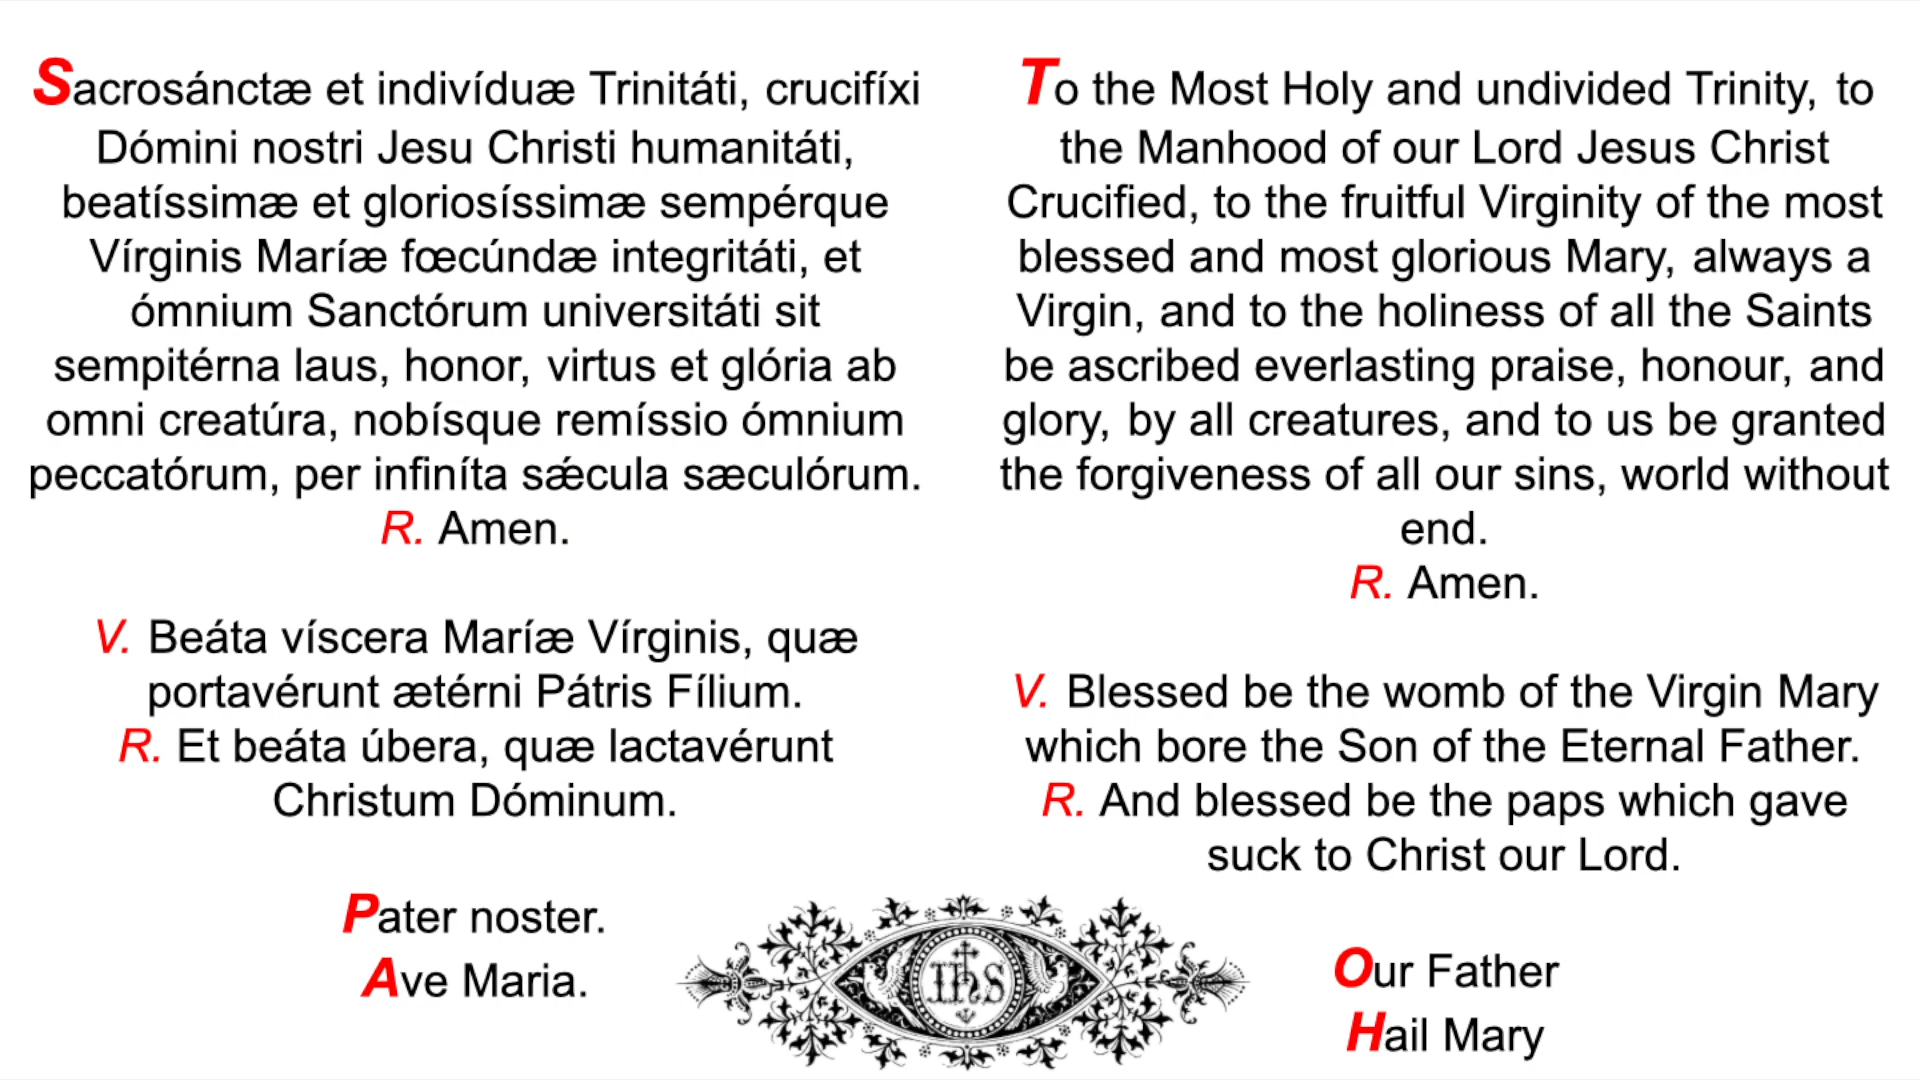 Sacrosánctæ et indivíduæ Trinitáti, crucifíxi
Dómini nostri Jesu Christi humanitáti,
beatíssimæ et gloriosíssimæ sempérque
Vírginis Maríæ fœcúndæ integritáti, et
ómnium Sanctórum universitáti sit
sempitérna laus, honor, virtus et glória ab
omni creatúra, nobísque remíssio ómnium
peccatórum, per infiníta sǽcula sæculórum.
R. Amen.
V. Beáta víscera Maríæ Vírginis, quæ
portavérunt ætérni Pátris Fílium.
R. Et beáta úbera, quæ lactavérunt
Christum Dóminum.
Pater noster.
Ave Maria.
To the Most Holy and undivided Trinity, to
the Manhood of our Lord Jesus Christ
Crucified, to the fruitful Virginity of the most
blessed and most glorious Mary, always a
Virgin, and to the holiness of all the Saints
be ascribed everlasting praise, honour, and
glory, by all creatures, and to us be granted
the forgiveness of all our sins, world without
end.
R. Amen.
V. Blessed be the womb of the Virgin Mary
which bore the Son of the Eternal Father.
R. And blessed be the paps which gave
suck to Christ our Lord.
Our Father
Hail Mary
IHS